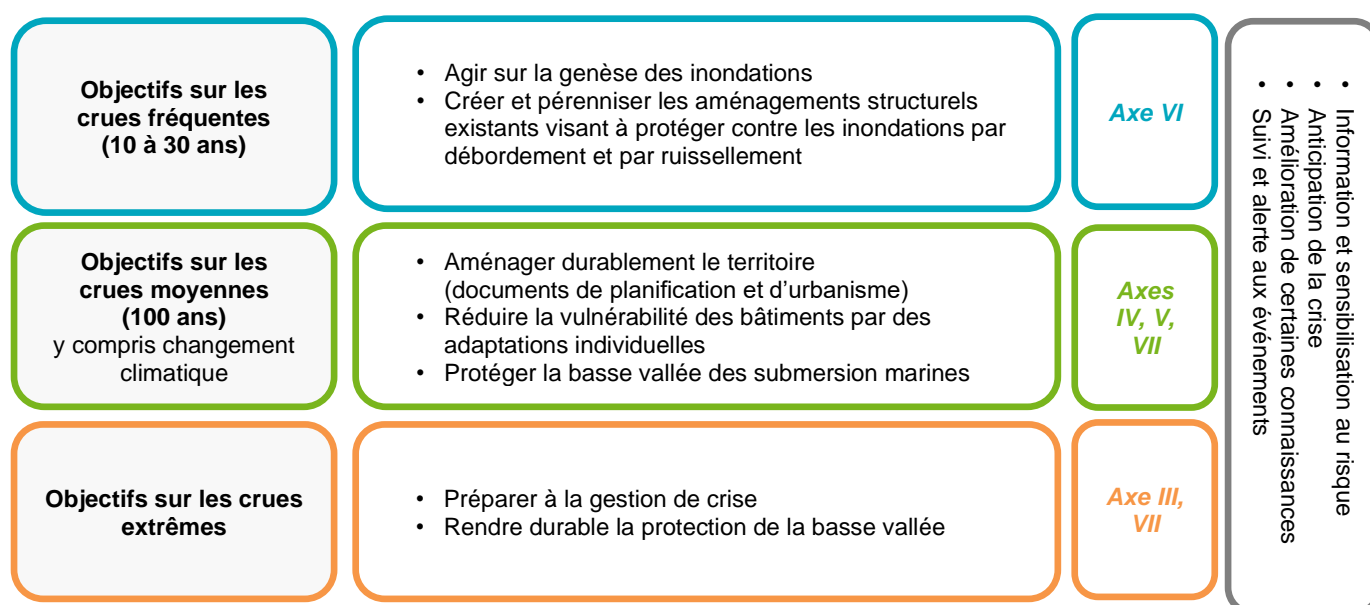 Objectifs sur les
crues fréquentes
(10 à 30 ans)
• Agir sur la genèse des inondations
• Créer et pérenniser les aménagements structurels
existants visant à protéger contre les inondations par
débordement et par ruissellement
Axe VI
Objectifs sur les
crues moyennes
(100 ans)
y compris changement
climatique
• Aménager durablement le territoire
(documents de planification et d'urbanisme)
• Réduire la vulnérabilité des bâtiments par des
adaptations individuelles
• Protéger la basse vallée des submersion marines
Axes
IV, V,
VII
Objectifs sur les crues
extrêmes
• Préparer à la gestion de crise
• Rendre durable la protection de la basse vallée
Axe III,
VII
• Information et sensibilisation au risque
• Anticipation de la crise
• Amélioration de certaines connaissances
• Suivi et alerte aux événements